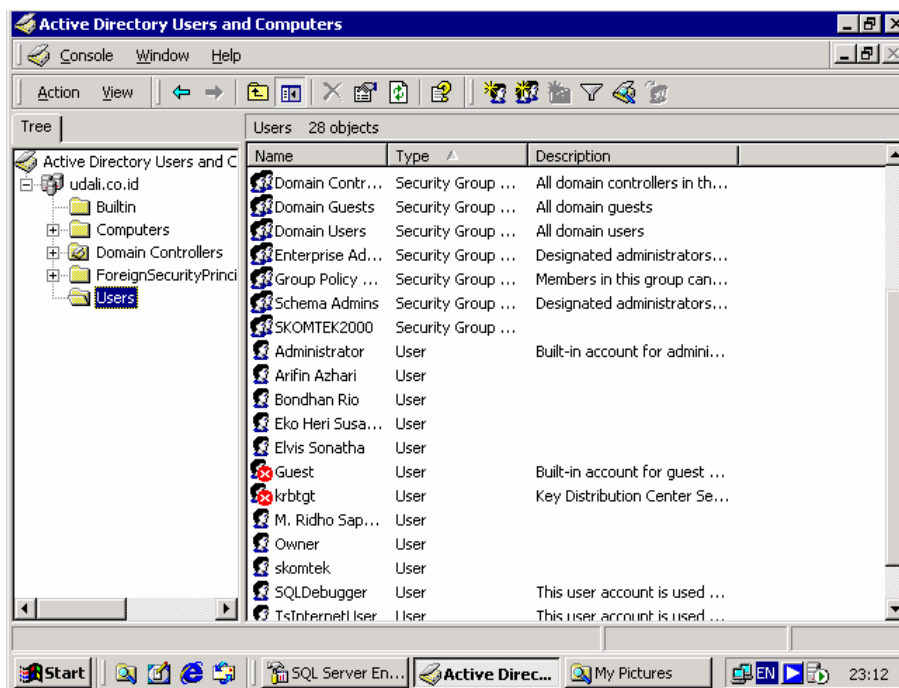 Active Directory Users and Computers
Console Window Help
Action View
Tree
Users 28 objects
Active Directory Users and C
udali.co.id
Builtin
Computers
Domain Controllers
ForeignSecurityPrinci
Users
Name Type Description
Domain Contr... Security Group ... All domain controllers in th...
Domain Guests Security Group ... All domain guests
Domain Users Security Group ... All domain users
Enterprise Ad... Security Group ... Designated administrators...
Group Policy ... Security Group ... Members in this group can...
Schema Admins Security Group ... Designated administrators...
SKOMTEK2000 Security Group ...
Administrator User Built-in account for admini...
Arifin Azhari User
Bondhan Rio User
Eko Heri Susa... User
Elvis Sonatha User
Guest User Built-in account for guest ...
krbtgt User Key Distribution Center Se...
M. Ridho Sap... User
Owner User
skomtek User
SQLDebugger User This user account is used ...
TsInternetUser User This user account is used ...
Start SQL Server En... Active Direc... My Pictures EN 23:12